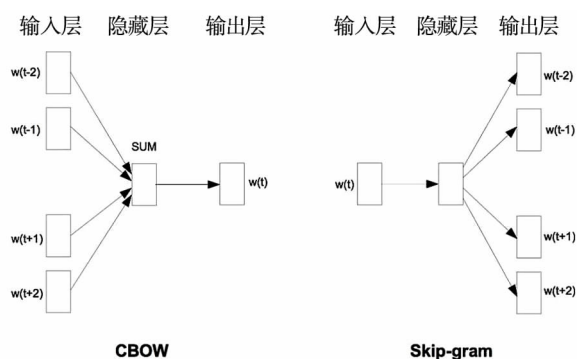 输入层 隐藏层 输出层 输入层 隐藏层 输出层
w(t-2) w(t-2)
w(t-1) w(t-1)
SUM
w(t) w(t)
w(t+1) w(t+1)
w(t+2) w(t+2)
CBOW Skip-gram